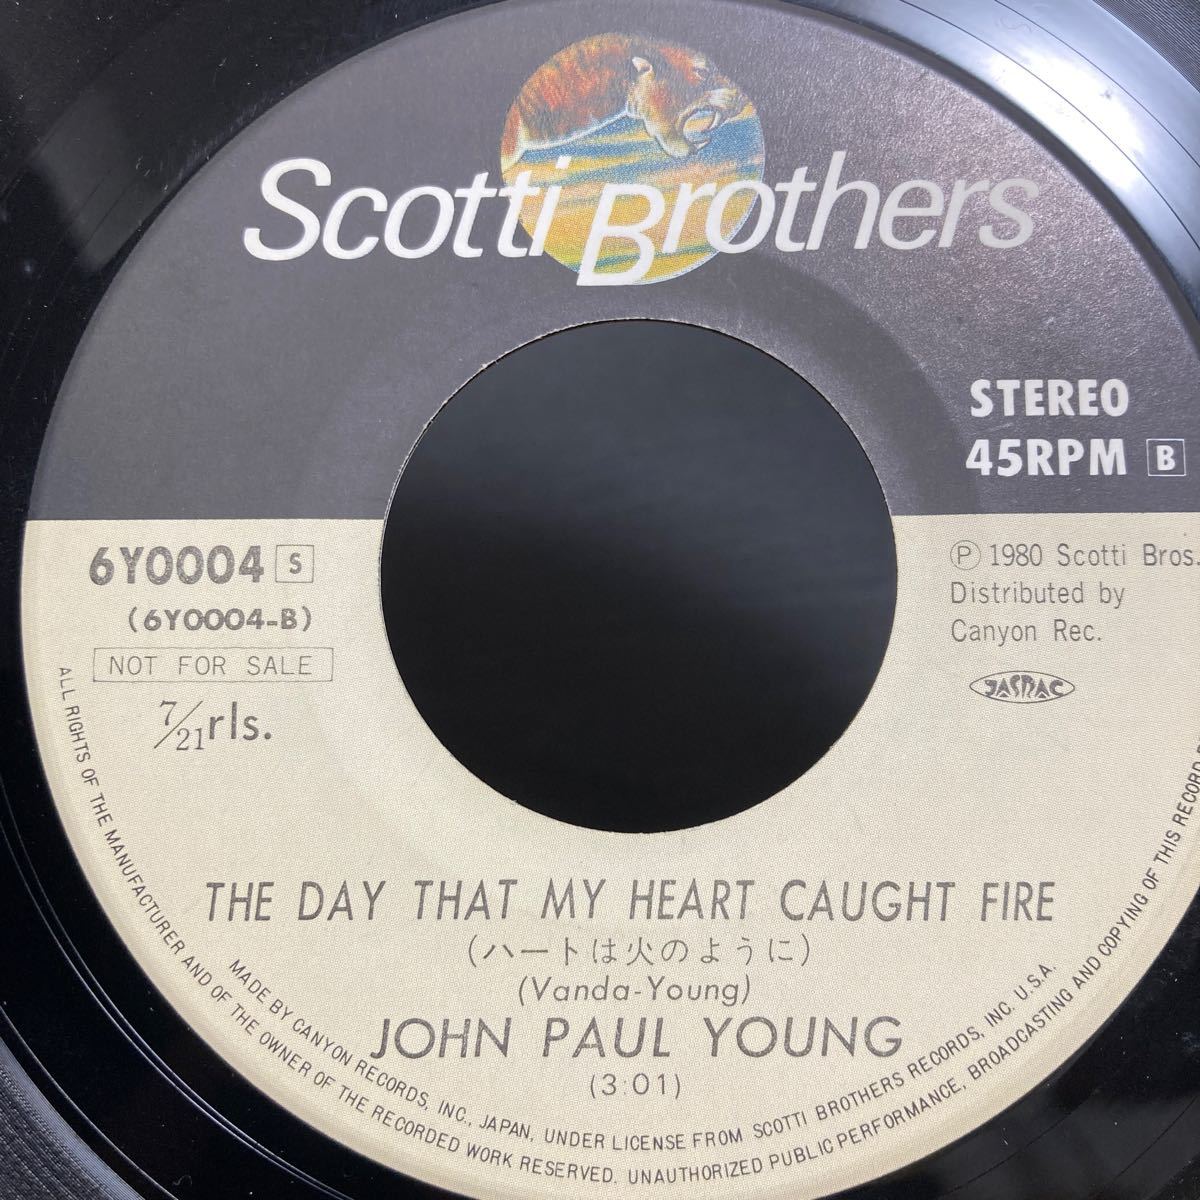 Scotti Brothers
STEREO
45RPM B
6Y0004 S
(6Y0004-B)
NOT FOR SALE
7/21 rls.
Ⓟ 1980 Scotti Bros.
Distributed by
Canyon Rec.
JASRAC
THE DAY THAT MY HEART CAUGHT FIRE
(ハートは火のように)
(Vanda-Young)
JOHN PAUL YOUNG
(3:01)
MADE BY CANYON RECORDS, INC., JAPAN, UNDER LICENSE FROM SCOTTI BROTHERS RECORDS, INC. U.S.A.
ALL RIGHTS OF THE MANUFACTURER AND OF THE OWNER OF THE RECORDED WORK RESERVED. UNAUTHORIZED PUBLIC PERFORMANCE, BROADCASTING AND COPYING OF THIS RECORD